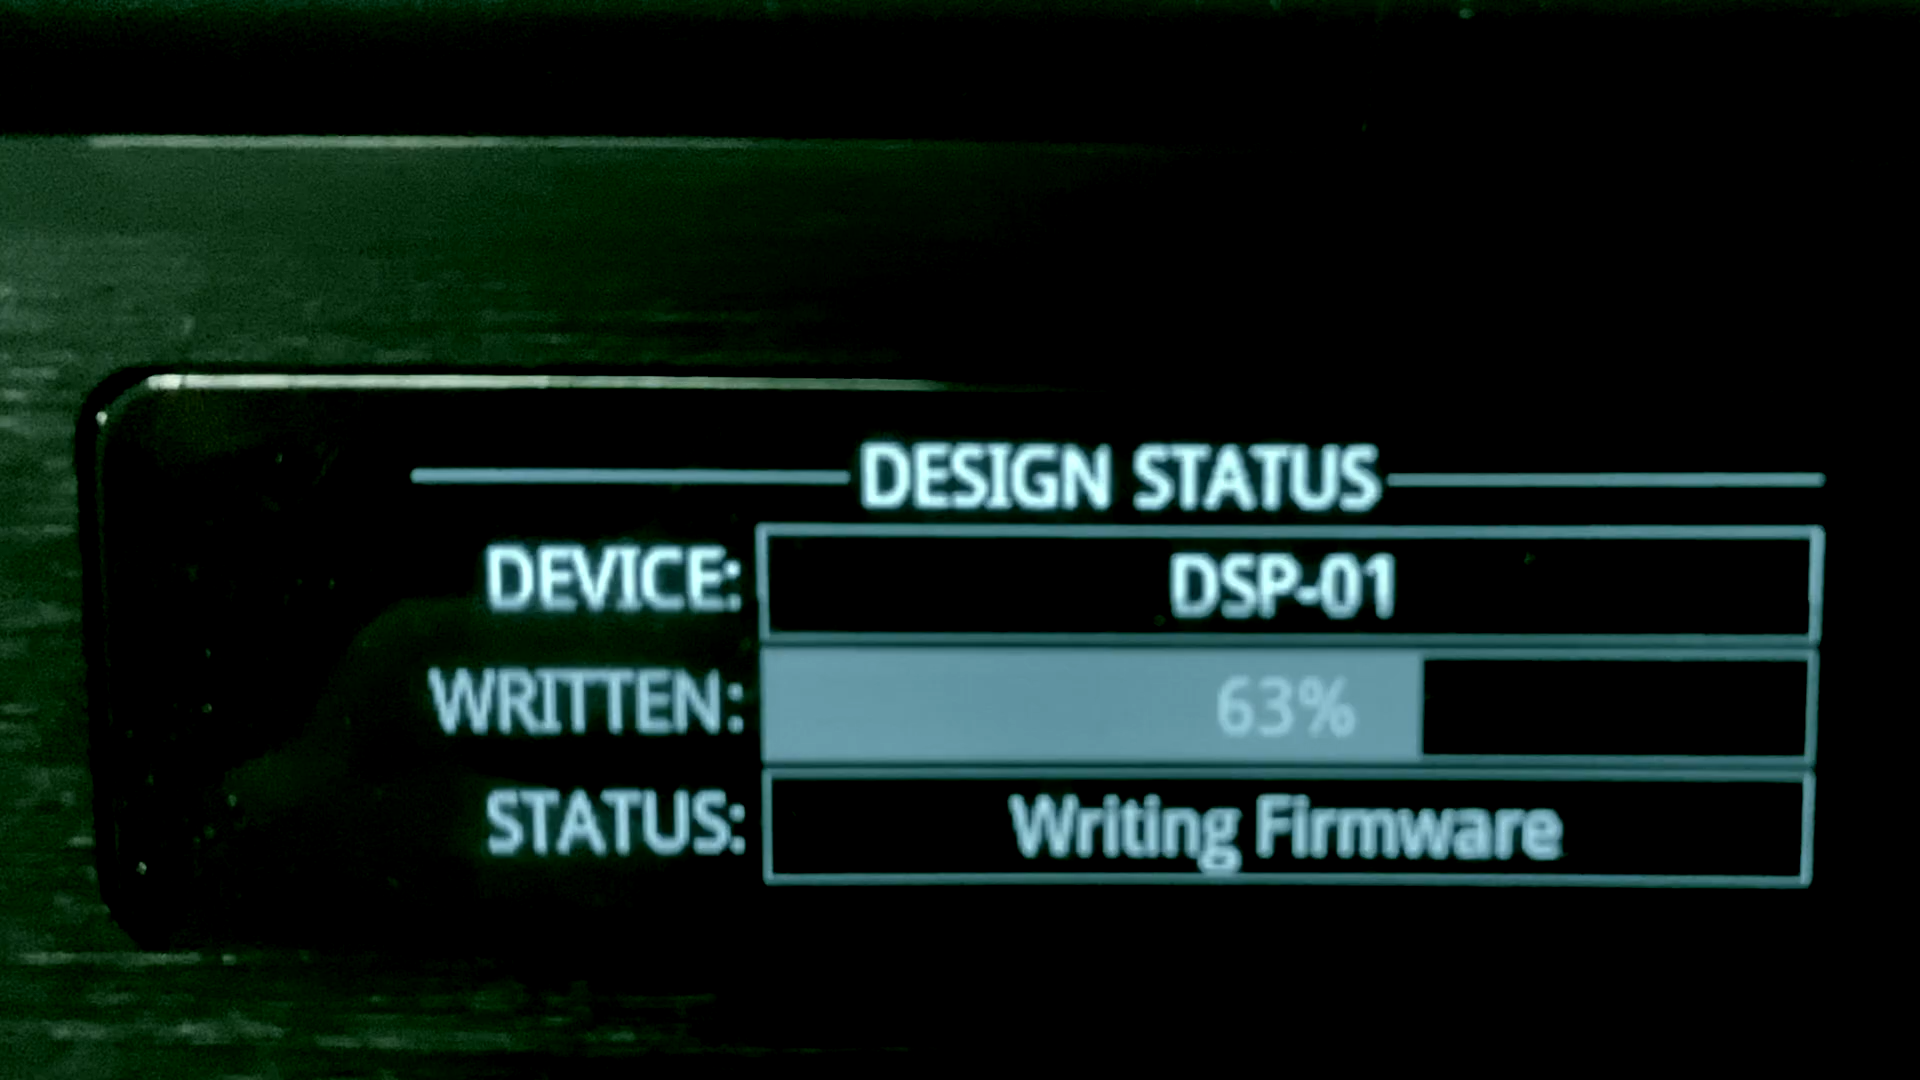 DESIGN STATUS
DEVICE: DSP-01
WRITTEN: 63%
STATUS: Writing Firmware